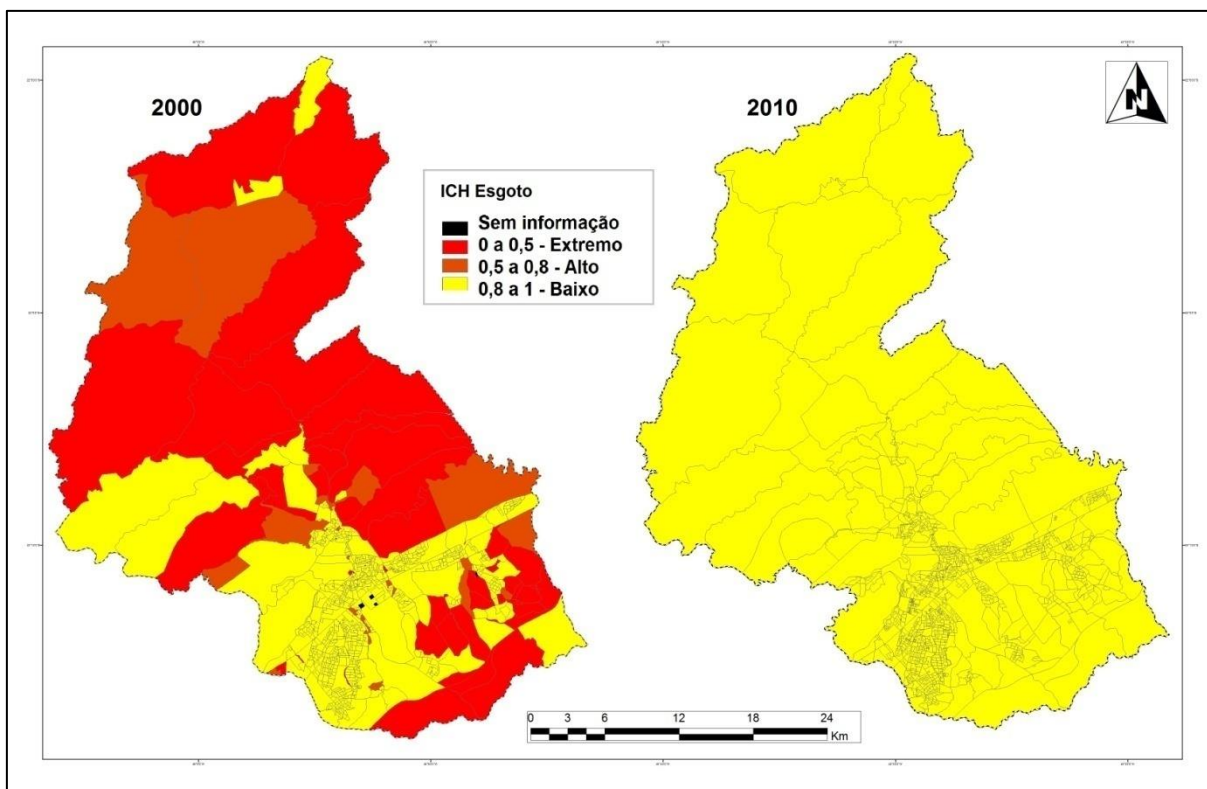 2000
2010
N
ICH Esgoto
Sem informação
0 a 0,5 - Extremo
0,5 a 0,8 - Alto
0,8 a 1 - Baixo
0 3 6 12 18 24
Km